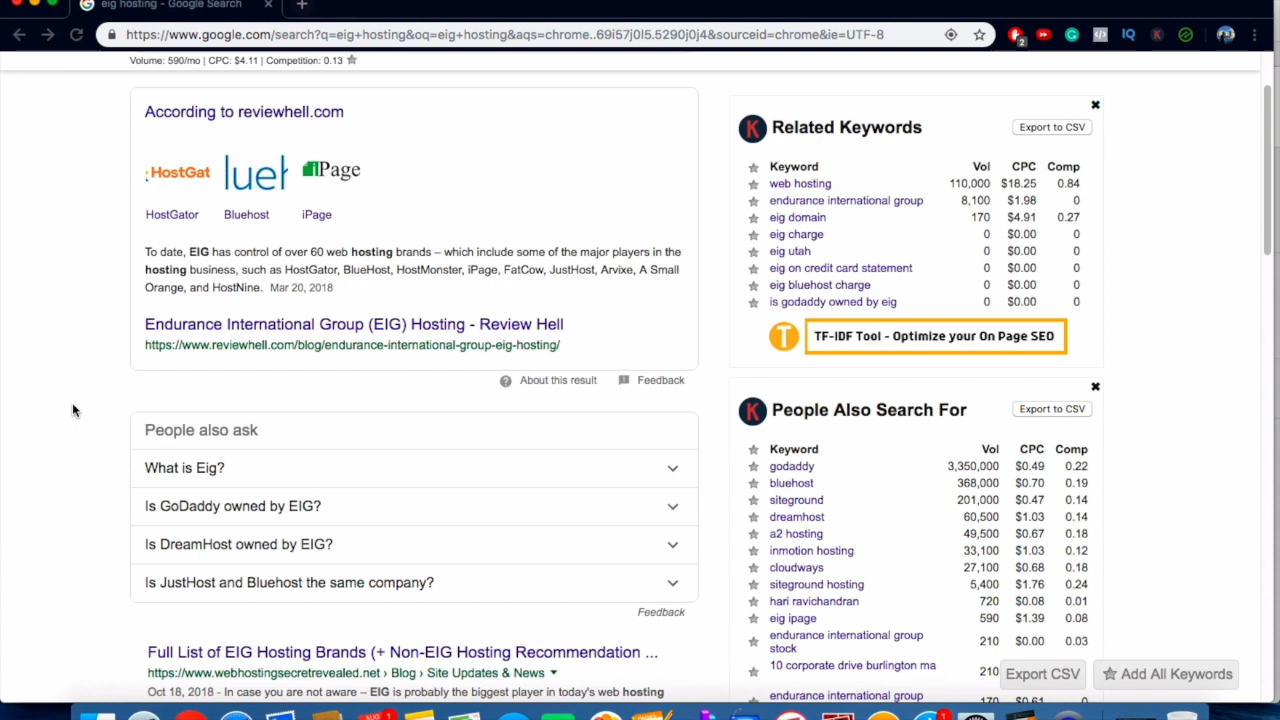 eig hosting - Google Search
https://www.google.com/search?q=eig+hosting&oq=eig+hosting&aqs=chrome..69i57j0l5.5290j0j4&sourceid=chrome&ie=UTF-8
2
IQ
K
Volume: 590/mo | CPC: $4.11 | Competition: 0.13
According to reviewhell.com
HostGat
lueh
iPage
HostGator
Bluehost
iPage
To date, EIG has control of over 60 web hosting brands – which include some of the major players in the
hosting business, such as HostGator, BlueHost, HostMonster, iPage, FatCow, JustHost, Arvixe, A Small
Orange, and HostNine. Mar 20, 2018
Endurance International Group (EIG) Hosting - Review Hell
https://www.reviewhell.com/blog/endurance-international-group-eig-hosting/
About this result
Feedback
People also ask
What is Eig?
Is GoDaddy owned by EIG?
Is DreamHost owned by EIG?
Is JustHost and Bluehost the same company?
Feedback
Full List of EIG Hosting Brands (+ Non-EIG Hosting Recommendation ...
https://www.webhostingsecretrevealed.net › Blog › Site Updates & News
Oct 18, 2018 - In case you are not aware – EIG is probably the biggest player in today's web hosting
K Related Keywords
Export to CSV
Keyword Vol CPC Comp
web hosting 110,000 $18.25 0.84
endurance international group 8,100 $1.98 0
eig domain 170 $4.91 0.27
eig charge 0 $0.00 0
eig utah 0 $0.00 0
eig on credit card statement 0 $0.00 0
eig bluehost charge 0 $0.00 0
is godaddy owned by eig 0 $0.00 0
T TF-IDF Tool - Optimize your On Page SEO
K People Also Search For
Export to CSV
Keyword Vol CPC Comp
godaddy 3,350,000 $0.49 0.22
bluehost 368,000 $0.70 0.19
siteground 201,000 $0.47 0.14
dreamhost 60,500 $1.03 0.14
a2 hosting 49,500 $0.67 0.18
inmotion hosting 33,100 $1.03 0.12
cloudways 27,100 $0.68 0.18
siteground hosting 5,400 $1.76 0.24
hari ravichandran 720 $0.08 0.01
eig ipage 590 $1.39 0.08
endurance international group
stock 210 $0.00 0.03
10 corporate drive burlington ma
210
endurance international group
170 $0.61
Export CSV
Add All Keywords
AUG
1
1